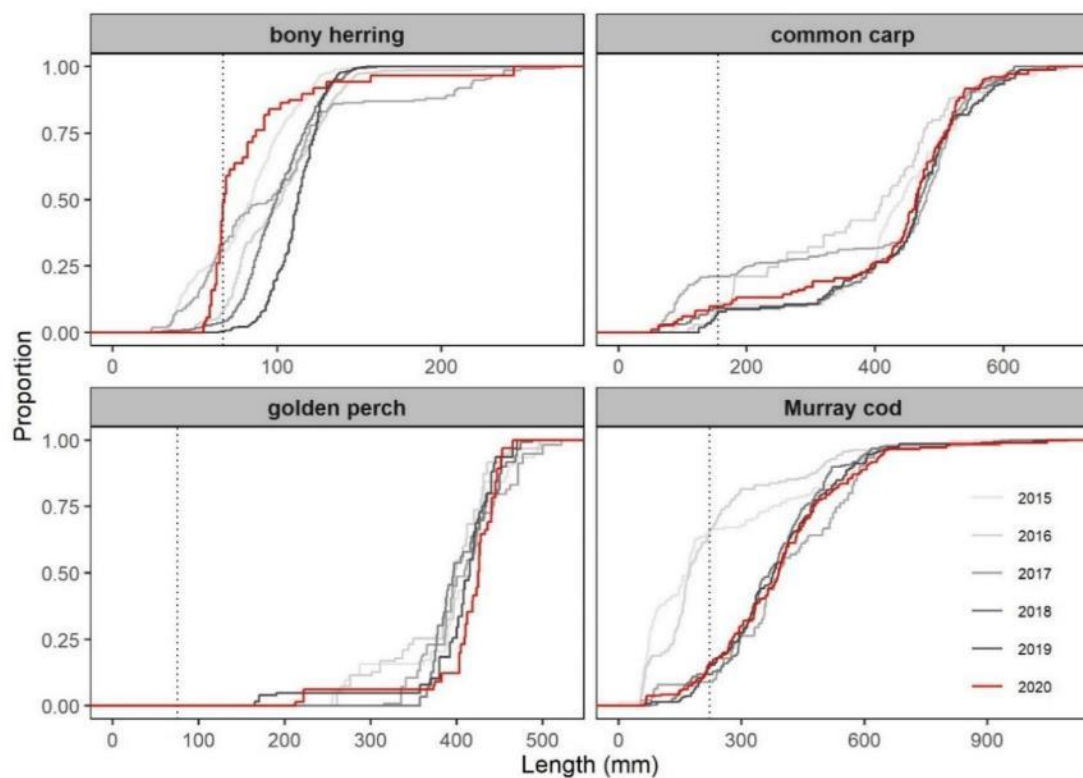 bony herring
common carp
1.00
0.75
0.50
0.25
0.00
0 100 200
0 200 400 600
Proportion
golden perch
Murray cod
1.00
0.75
0.50
0.25
0.00
2015
2016
2017
2018
2019
2020
0 100 200 300 400 500
0 300 600 900
Length (mm)